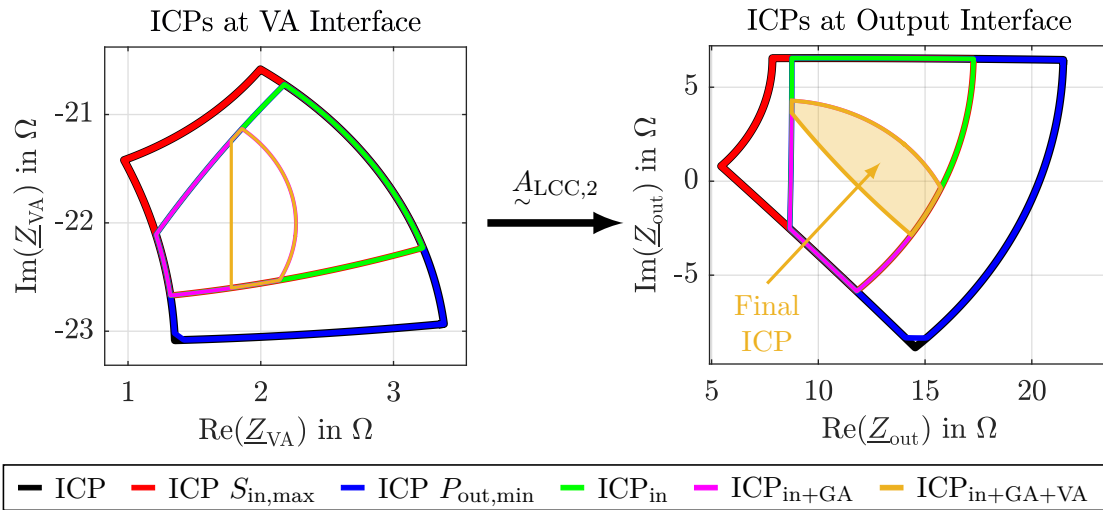 ICPs at VA Interface
ICPs at Output Interface
-21
-22
-23
1
2
3
Im(Z_VA) in Ω
Re(Z_VA) in Ω
A_LCC,2
~
5
0
-5
5
10
15
20
Im(Z_out) in Ω
Re(Z_out) in Ω
Final
ICP
ICP
ICP S_in,max
ICP P_out,min
ICP_in
ICP_in+GA
ICP_in+GA+VA